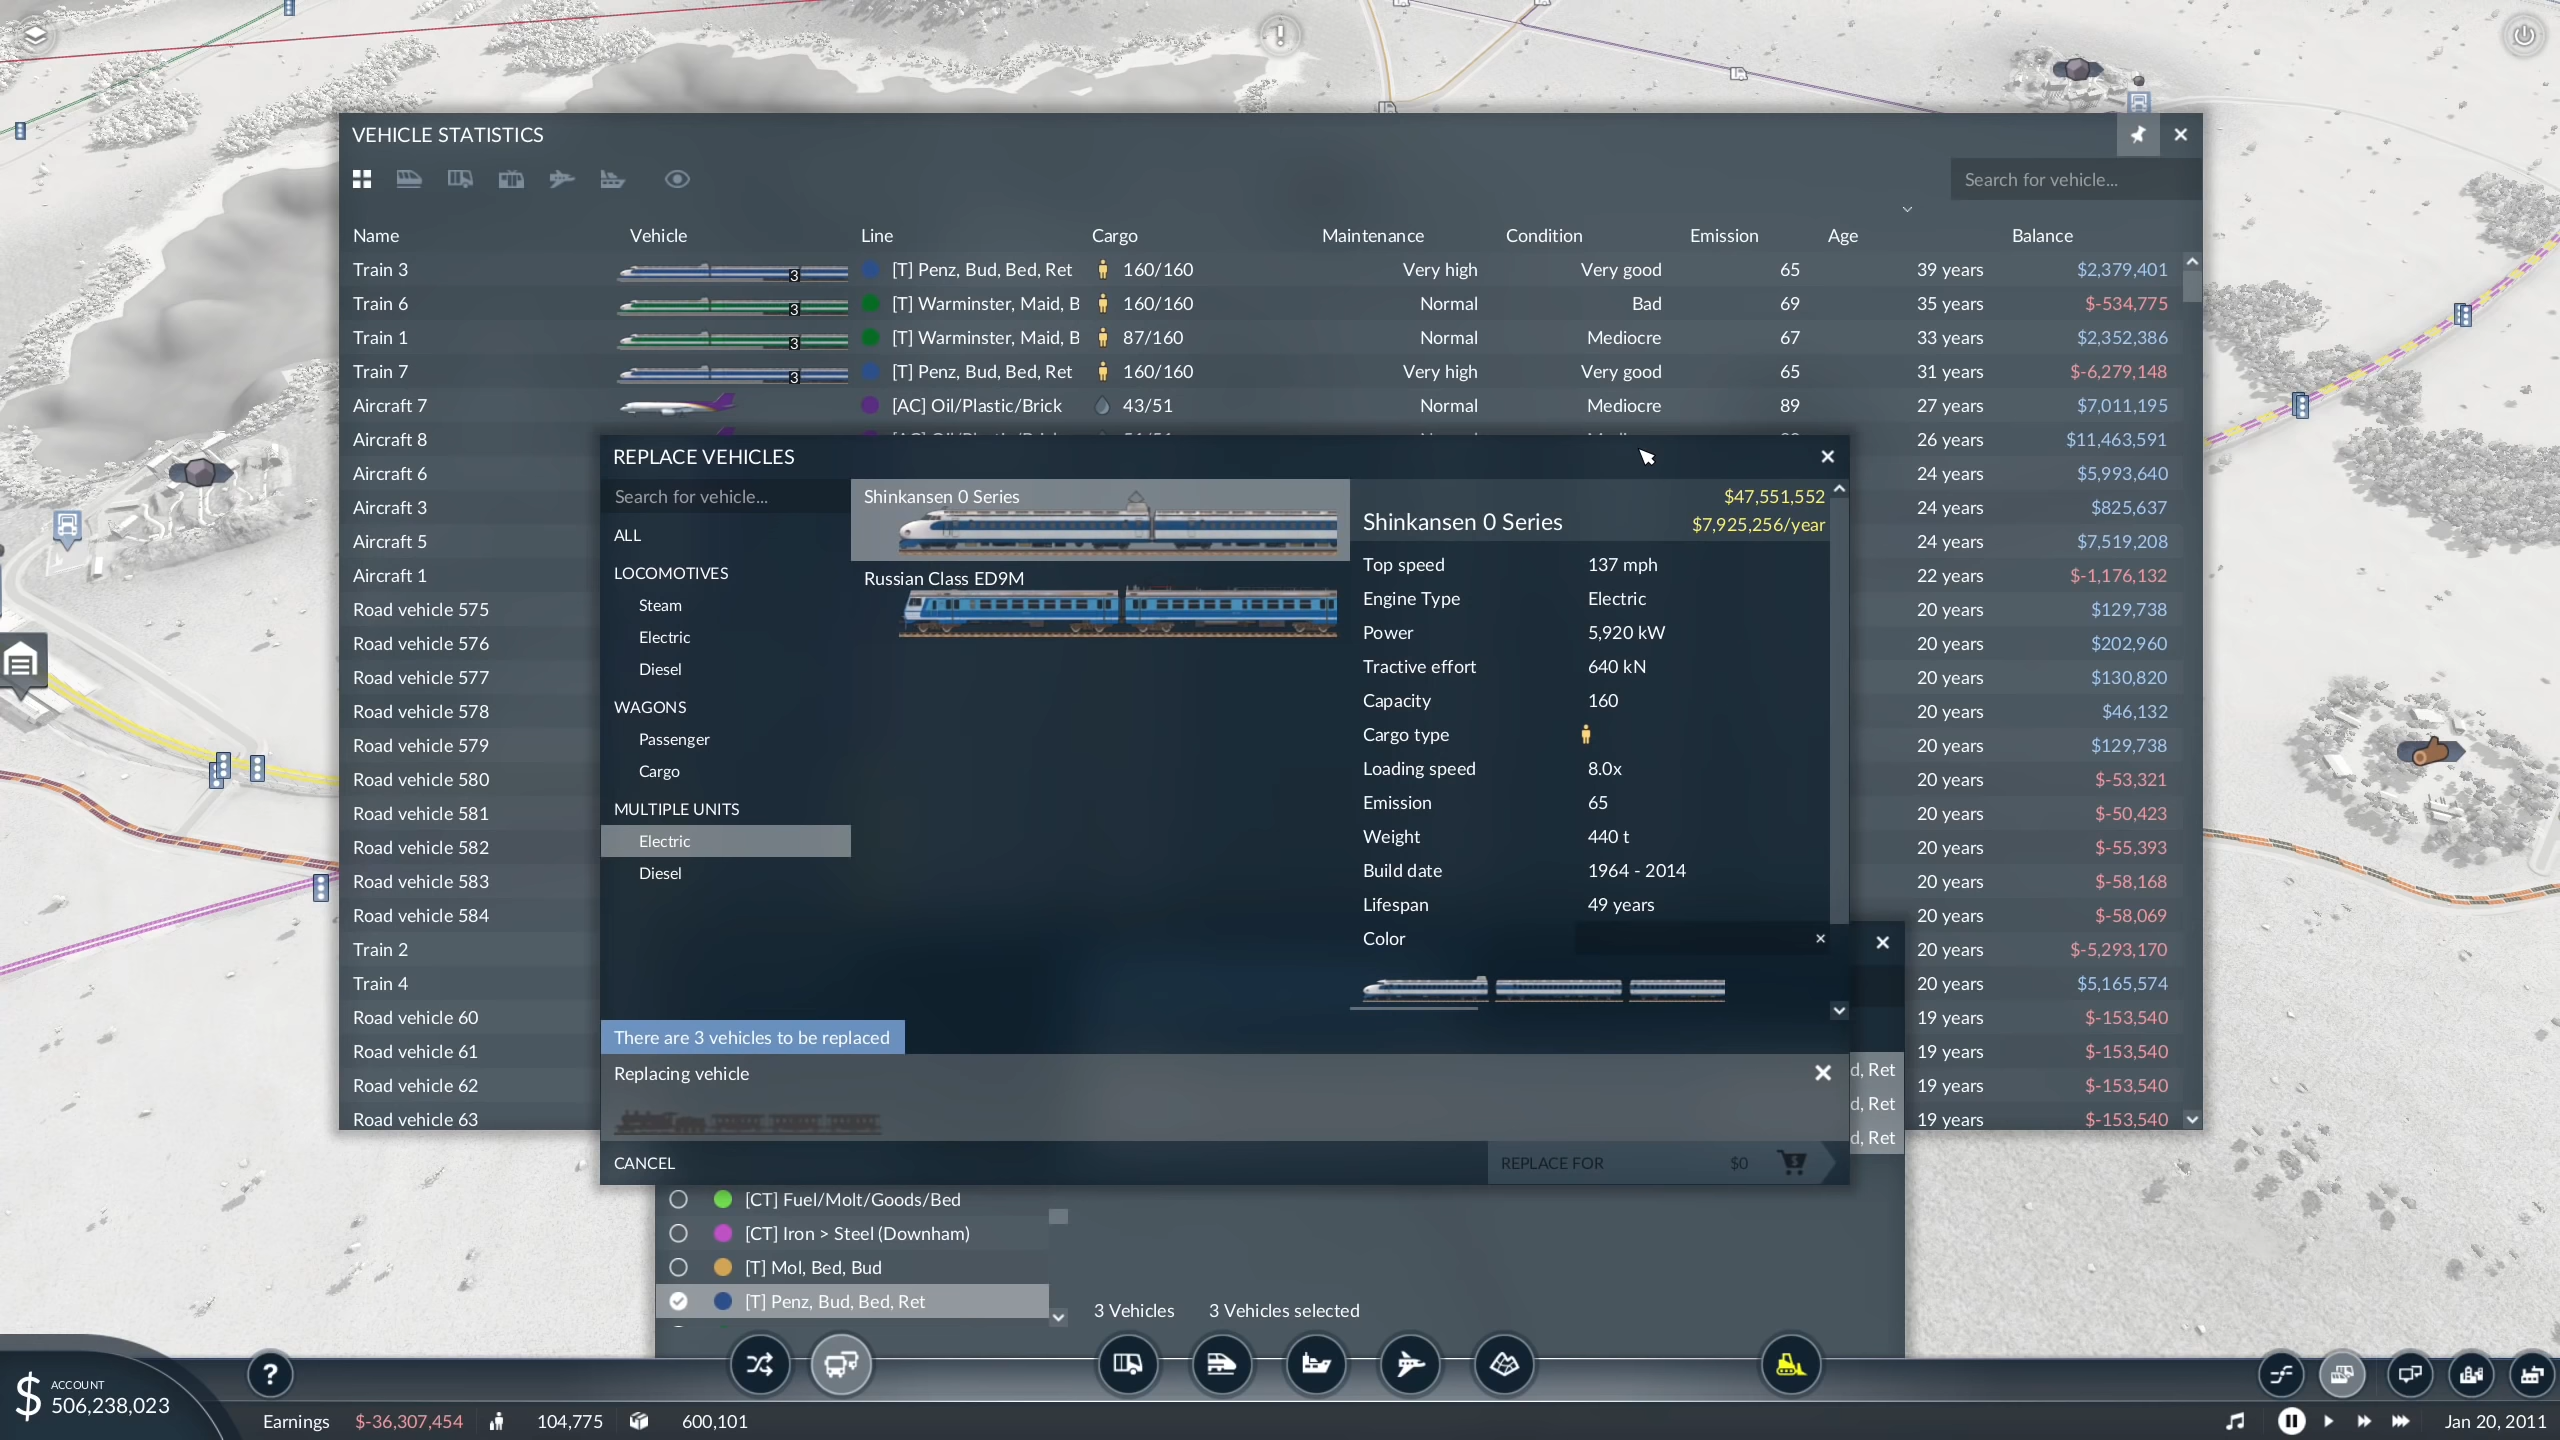 VEHICLE STATISTICS
Search for vehicle...
Name Vehicle Line Cargo Maintenance Condition Emission Age Balance
Train 3 3 [T] Penz, Bud, Bed, Ret 160/160 Very high Very good 65 39 years $2,379,401
Train 6 3 [T] Warminster, Maid, B 160/160 Normal Bad 69 35 years $-534,775
Train 1 3 [T] Warminster, Maid, B 87/160 Normal Mediocre 67 33 years $2,352,386
Train 7 3 [T] Penz, Bud, Bed, Ret 160/160 Very high Very good 65 31 years $-6,279,148
Aircraft 7 [AC] Oil/Plastic/Brick 43/51 Normal Mediocre 89 27 years $7,011,195
Aircraft 8 26 years $11,463,591
Aircraft 6 24 years $5,993,640
Aircraft 3 24 years $825,637
Aircraft 5 24 years $7,519,208
Aircraft 1 22 years $-1,176,132
Road vehicle 575 20 years $129,738
Road vehicle 576 20 years $202,960
Road vehicle 577 20 years $130,820
Road vehicle 578 20 years $46,132
Road vehicle 579 20 years $129,738
Road vehicle 580 20 years $-53,321
Road vehicle 581 20 years $-50,423
Road vehicle 582 20 years $-55,393
Road vehicle 583 20 years $-58,168
Road vehicle 584 20 years $-58,069
Train 2 20 years $-5,293,170
Train 4 20 years $5,165,574
Road vehicle 60 19 years $-153,540
Road vehicle 61 19 years $-153,540
Road vehicle 62 19 years $-153,540
Road vehicle 63 19 years $-153,540
REPLACE VEHICLES
Search for vehicle...
ALL
LOCOMOTIVES
Steam
Electric
Diesel
WAGONS
Passenger
Cargo
MULTIPLE UNITS
Electric
Diesel
Shinkansen 0 Series
Russian Class ED9M
$47,551,552
Shinkansen 0 Series $7,925,256/year
Top speed 137 mph
Engine Type Electric
Power 5,920 kW
Tractive effort 640 kN
Capacity 160
Cargo type
Loading speed 8.0x
Emission 65
Weight 440 t
Build date 1964 - 2014
Lifespan 49 years
Color
There are 3 vehicles to be replaced
Replacing vehicle
CANCEL
REPLACE FOR $0
d, Ret
d, Ret
d, Ret
[CT] Fuel/Molt/Goods/Bed
[CT] Iron > Steel (Downham)
[T] Mol, Bed, Bud
[T] Penz, Bud, Bed, Ret
3 Vehicles 3 Vehicles selected
$ ACCOUNT
506,238,023
?
Earnings $-36,307,454 104,775 600,101
Jan 20, 2011